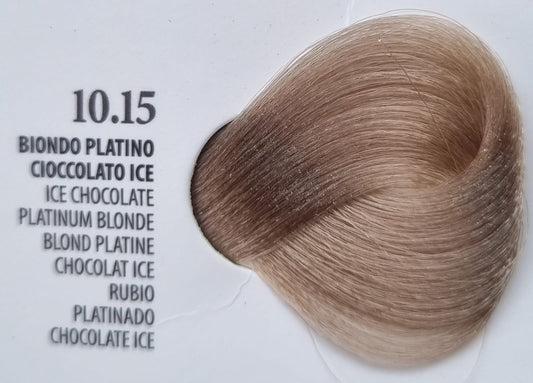 10.15
BIONDO PLATINO
CIOCCOLATO ICE
ICE CHOCOLATE
PLATINUM BLONDE
BLOND PLATINE
CHOCOLAT ICE
RUBIO
PLATINADO
CHOCOLATE ICE